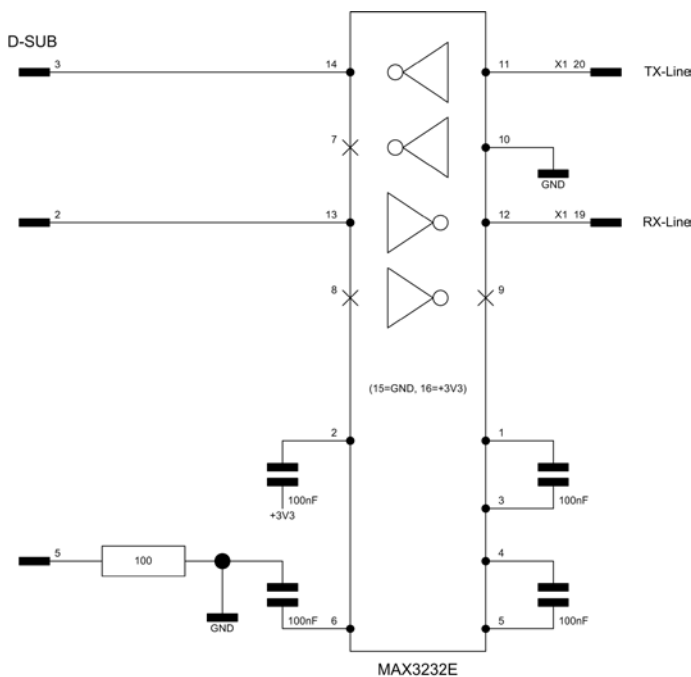 D-SUB
3
14
11
X1 20
TX-Line
7
10
GND
2
13
12
X1 19
RX-Line
8
9
(15=GND, 16=+3V3)
2
1
100nF
+3V3
100nF
3
5
100
4
GND
100nF
6
100nF
5
MAX3232E